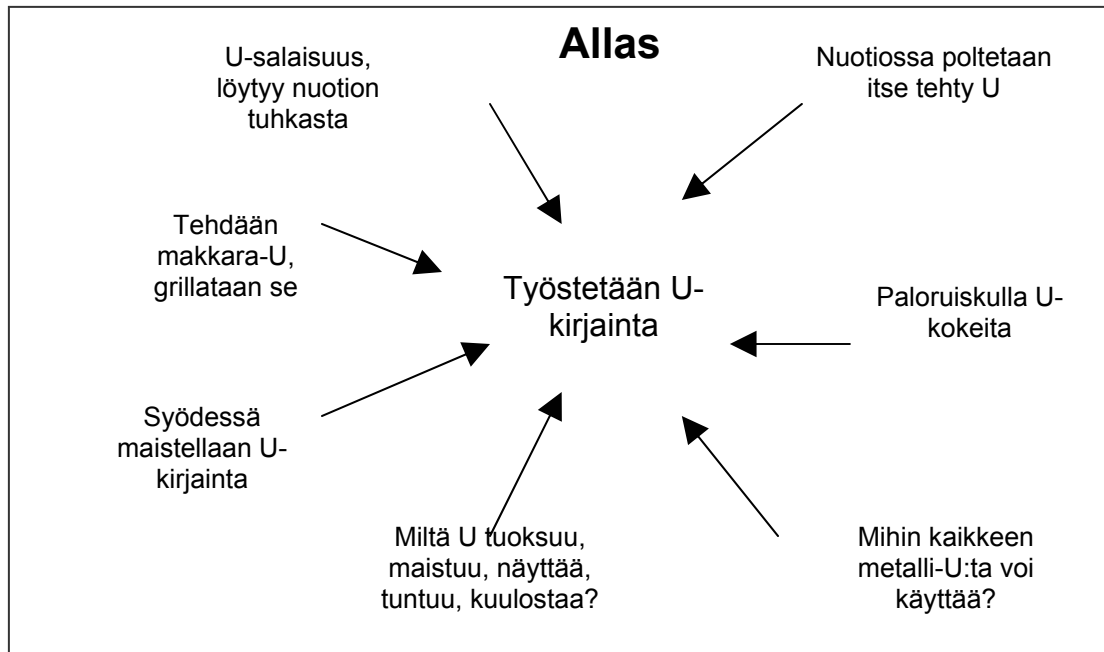 Allas
U-salaisuus,
löytyy nuotion
tuhkasta
Nuotiossa poltetaan
itse tehty U
Tehdään
makkara-U,
grillataan se
Työstetään U-
kirjainta
Paloruiskulla U-
kokeita
Syödessä
maistellaan U-
kirjainta
Miltä U tuoksuu,
maistuu, näyttää,
tuntuu, kuulostaa?
Mihin kaikkeen
metalli-U:ta voi
käyttää?